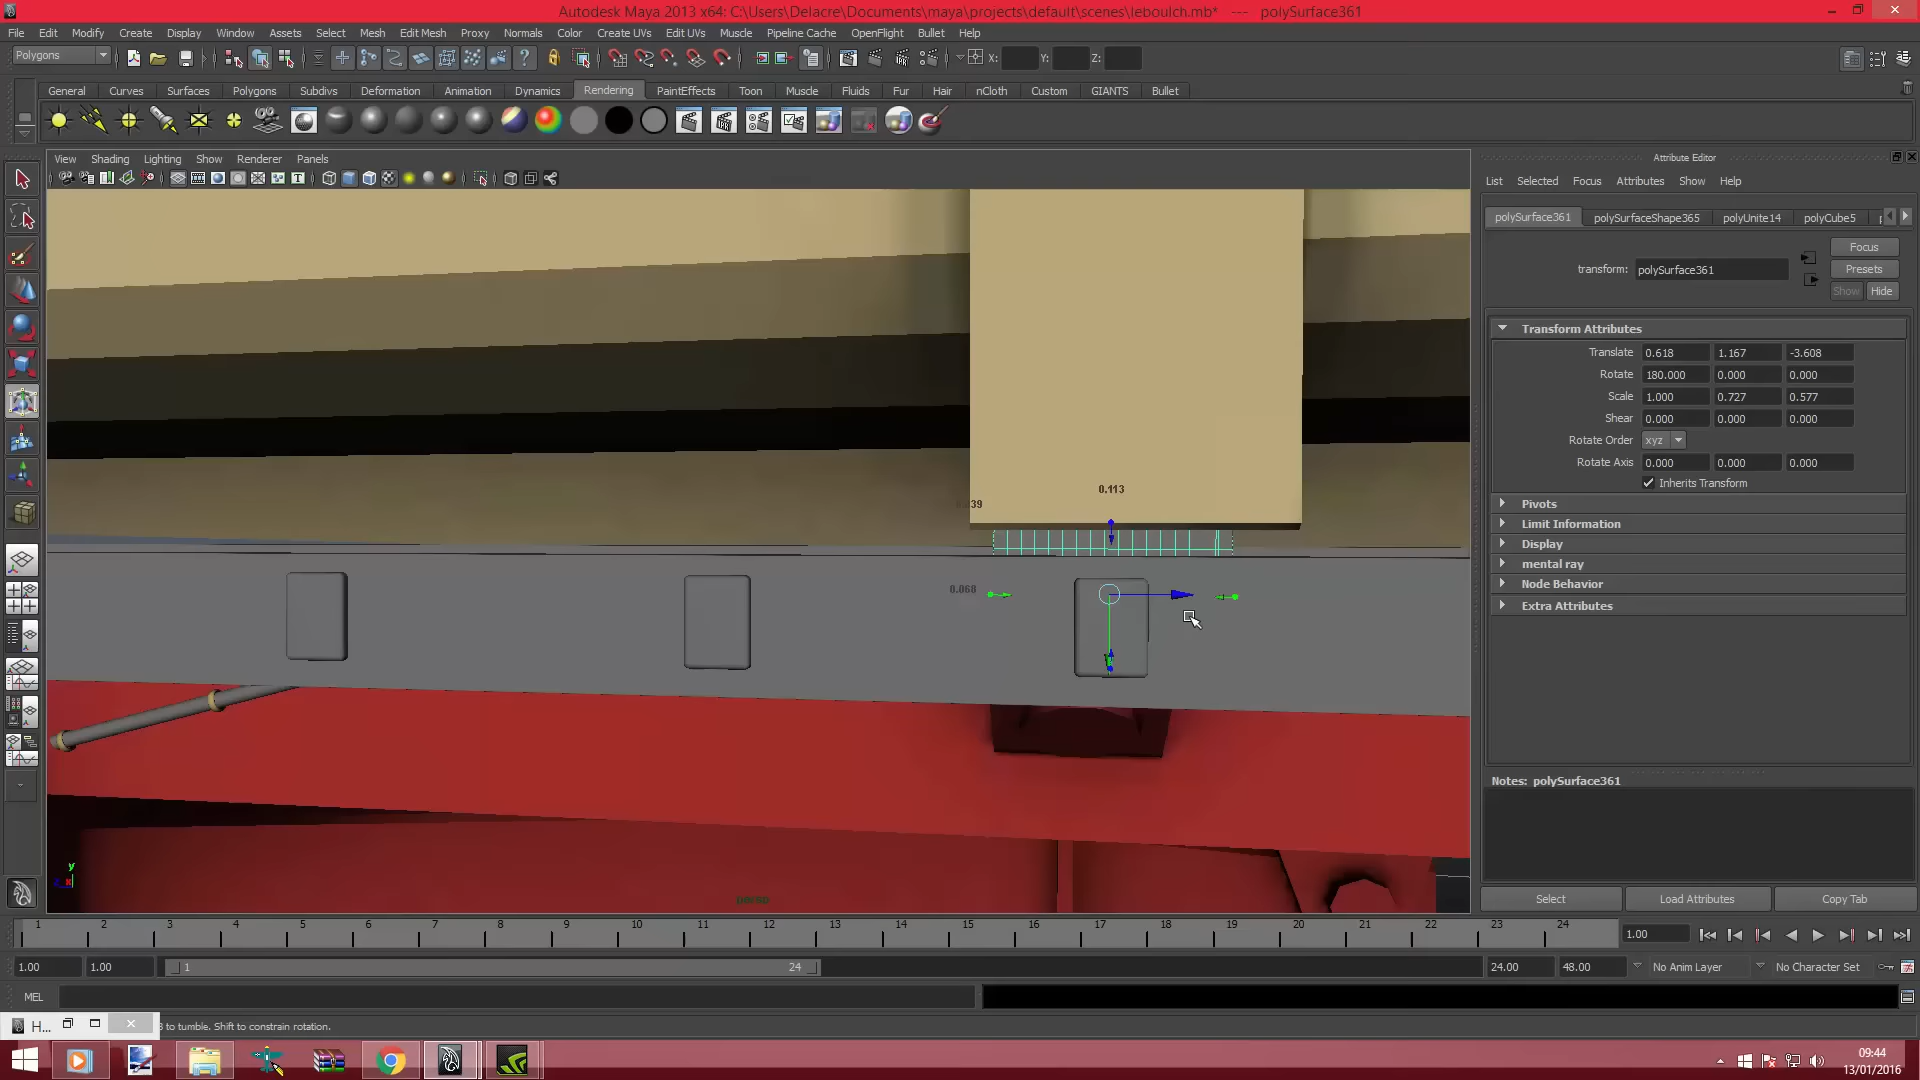 Autodesk Maya 2013 x64: C:\Users\Delacre\Documents\maya\projects\default\scenes\leboulch.mb* --- polySurface361
File Edit Modify Create Display Window Assets Select Mesh Edit Mesh Proxy Normals Color Create UVs Edit UVs Muscle Pipeline Cache OpenFlight Bullet Help
Polygons X: Y: Z:
General Curves Surfaces Polygons Subdivs Deformation Animation Dynamics Rendering PaintEffects Toon Muscle Fluids Fur Hair nCloth Custom GIANTS Bullet
View Shading Lighting Show Renderer Panels
Attribute Editor
List Selected Focus Attributes Show Help
polySurface361 polySurfaceShape365 polyUnite14 polyCube5
Focus
transform: polySurface361
Presets
Show Hide
Transform Attributes
Translate 0.618 1.167 -3.608
Rotate 180.000 0.000 0.000
Scale 1.000 0.727 0.577
Shear 0.000 0.000 0.000
Rotate Order xyz
Rotate Axis 0.000 0.000 0.000
Inherits Transform
Pivots
Limit Information
Display
mental ray
Node Behavior
Extra Attributes
0.113
0.068
y
persp
Notes: polySurface361
Select Load Attributes Copy Tab
1 2 3 4 5 6 7 8 9 10 11 12 13 14 15 16 17 18 19 20 21 22 23 24 1.00
1.00 1.00 1 24 24.00 48.00 No Anim Layer No Character Set
MEL
H... to tumble. Shift to constrain rotation.
09:44
13/01/2016